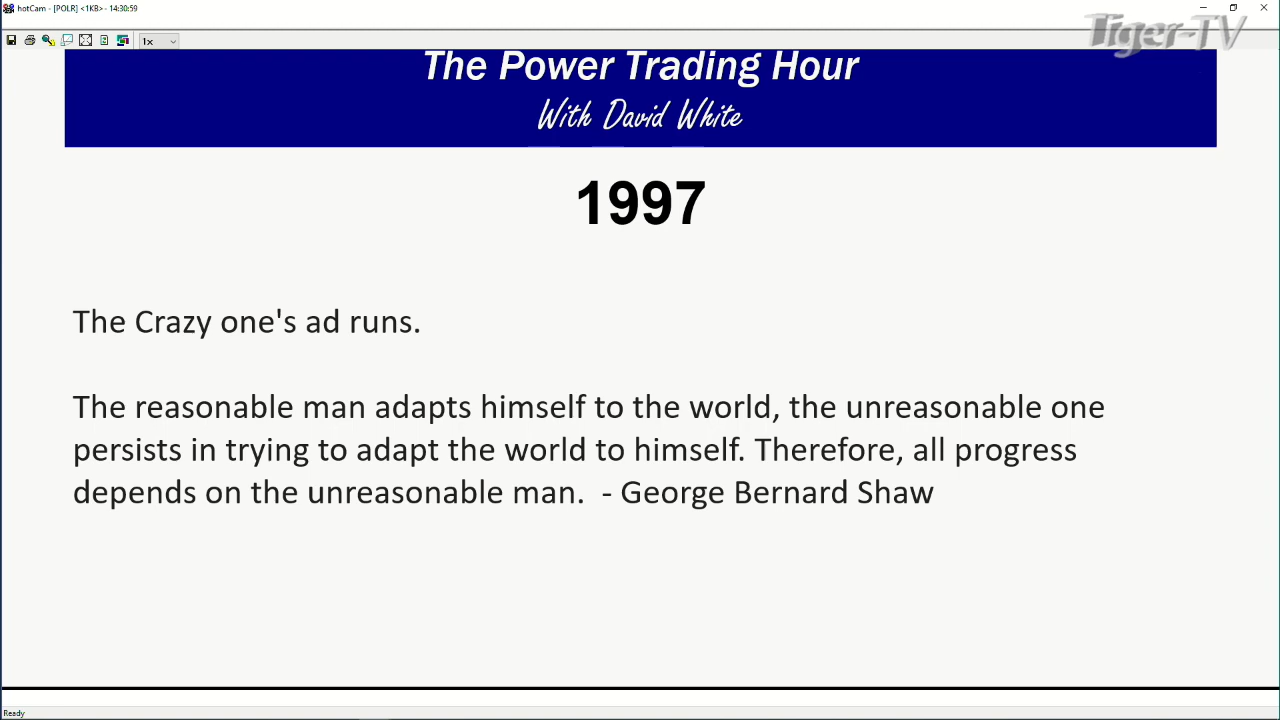 hotCam - [POLR] <1KB> - 14:30:59
Tiger-TV
1x
The Power Trading Hour
With David White
1997
The Crazy one's ad runs.
The reasonable man adapts himself to the world, the unreasonable one
persists in trying to adapt the world to himself. Therefore, all progress
depends on the unreasonable man.  - George Bernard Shaw
Ready